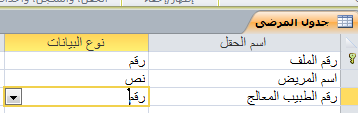 جدول المرضى
اسم الحقل نوع البيانات
رقم الملف رقم
اسم المريض نص
رقم الطبيب المعالج رقم